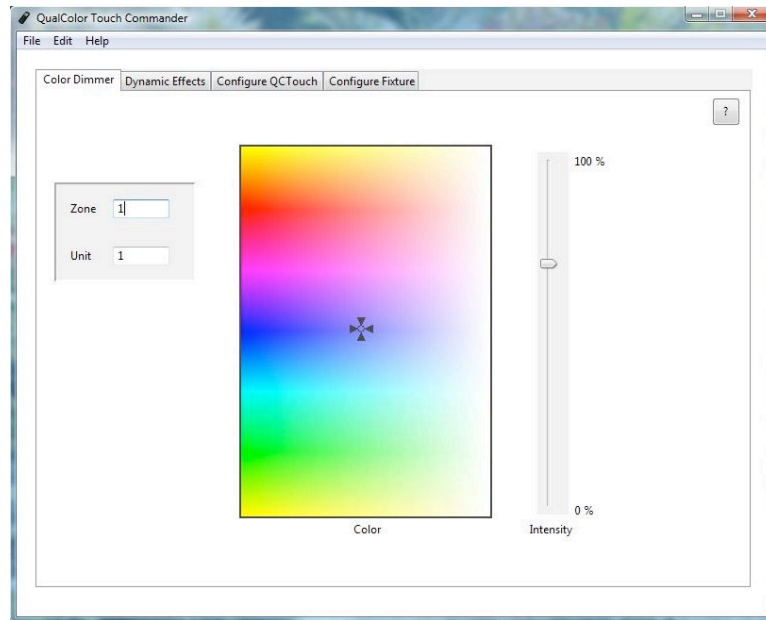 QualColor Touch Commander
File Edit Help
Color Dimmer Dynamic Effects Configure QCTouch Configure Fixture
?
100 %
Zone 1
Unit 1
0 %
Color Intensity